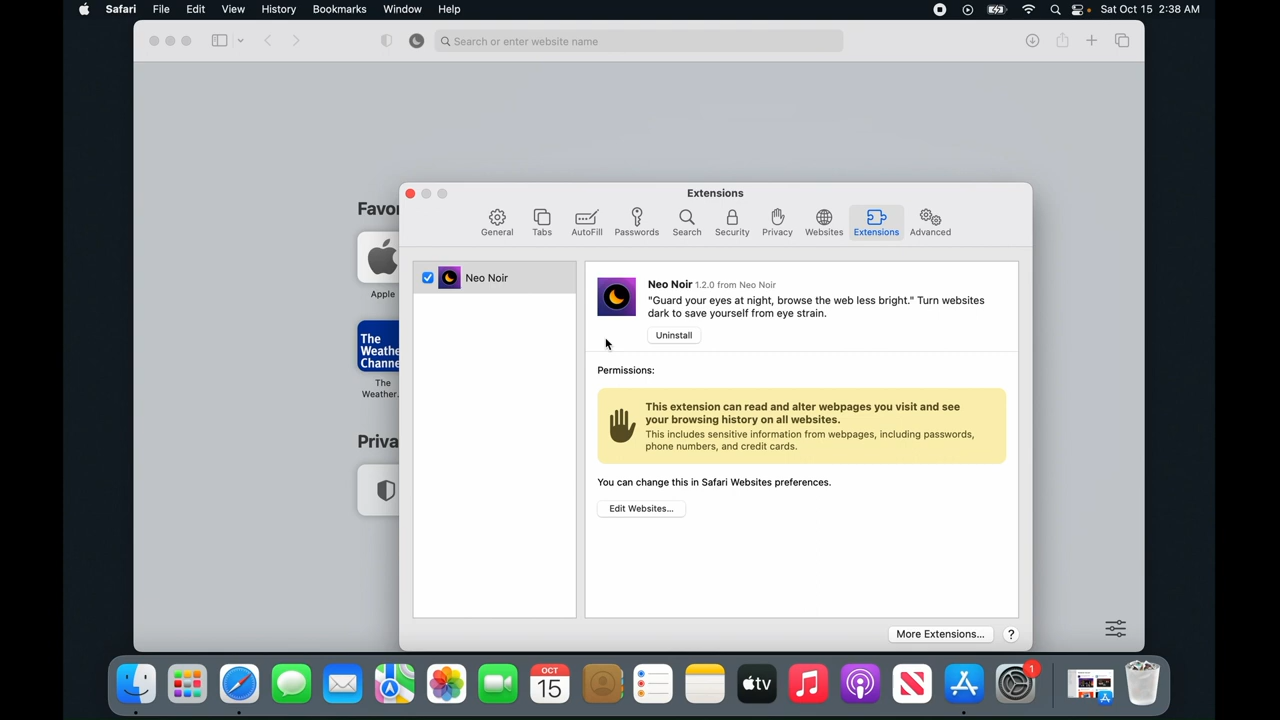 Safari File Edit View History Bookmarks Window Help
Sat Oct 15 2:38 AM
Search or enter website name
Favo
Apple
The
Weathe
Channe
The
Weather.
Priva
Extensions
General Tabs AutoFill Passwords Search Security Privacy Websites Extensions Advanced
Neo Noir
Neo Noir 1.2.0 from Neo Noir
"Guard your eyes at night, browse the web less bright." Turn websites
dark to save yourself from eye strain.
Uninstall
Permissions:
This extension can read and alter webpages you visit and see
your browsing history on all websites.
This includes sensitive information from webpages, including passwords,
phone numbers, and credit cards.
You can change this in Safari Websites preferences.
Edit Websites...
More Extensions... ?
OCT
15
tv
1